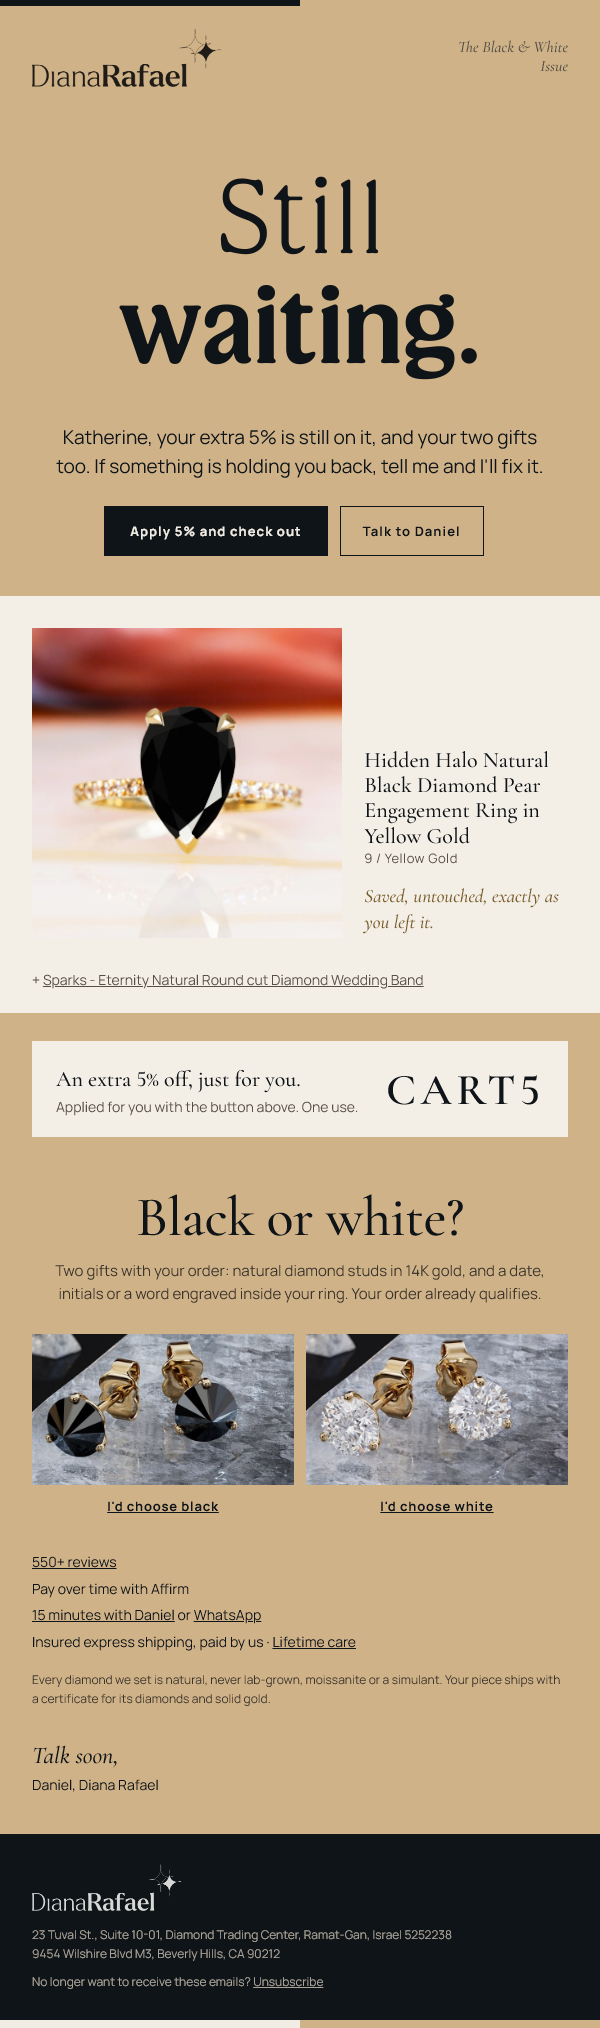 DianaRafael
The Black & White
Issue
Still
waiting.
Katherine, your extra 5% is still on it, and your two gifts
too. If something is holding you back, tell me and I'll fix it.
Apply 5% and check out
Talk to Daniel
Hidden Halo Natural
Black Diamond Pear
Engagement Ring in
Yellow Gold
9 / Yellow Gold
Saved, untouched, exactly as
you left it.
+ Sparks - Eternity Natural Round cut Diamond Wedding Band
An extra 5% off, just for you.
Applied for you with the button above. One use.
CART5
Black or white?
Two gifts with your order: natural diamond studs in 14K gold, and a date,
initials or a word engraved inside your ring. Your order already qualifies.
I'd choose black
I'd choose white
550+ reviews
Pay over time with Affirm
15 minutes with Daniel or WhatsApp
Insured express shipping, paid by us · Lifetime care
Every diamond we set is natural, never lab-grown, moissanite or a simulant. Your piece ships with
a certificate for its diamonds and solid gold.
Talk soon,
Daniel, Diana Rafael
DianaRafael
23 Tuval St., Suite 10-01, Diamond Trading Center, Ramat-Gan, Israel 5252238
9454 Wilshire Blvd M3, Beverly Hills, CA 90212
No longer want to receive these emails? Unsubscribe